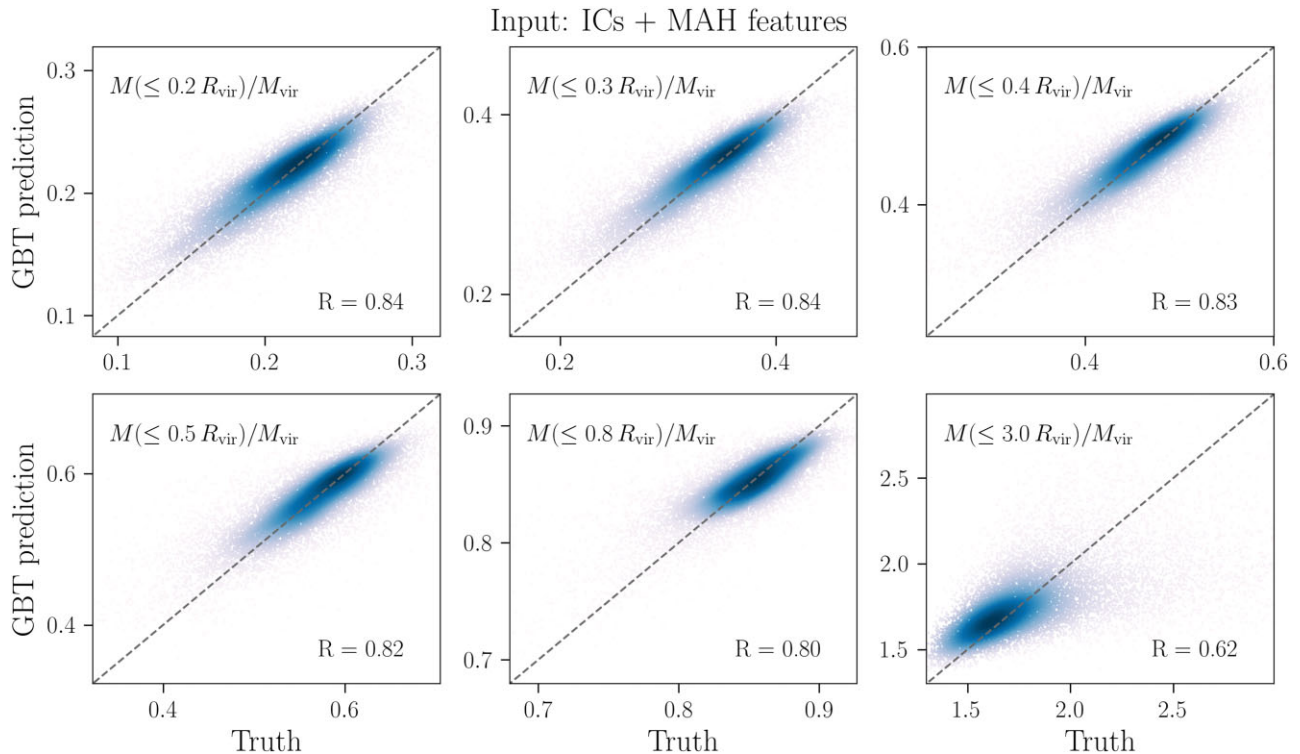 Input: ICs + MAH features
GBT prediction
0.3
0.2
0.1
M(≤ 0.2 R_vir)/M_vir
R = 0.84
0.1 0.2 0.3
0.4
0.2
M(≤ 0.3 R_vir)/M_vir
R = 0.84
0.2 0.4
0.6
0.4
M(≤ 0.4 R_vir)/M_vir
R = 0.83
0.4 0.6
GBT prediction
0.6
0.4
M(≤ 0.5 R_vir)/M_vir
R = 0.82
0.4 0.6
Truth
0.9
0.8
0.7
M(≤ 0.8 R_vir)/M_vir
R = 0.80
0.7 0.8 0.9
Truth
2.5
2.0
1.5
M(≤ 3.0 R_vir)/M_vir
R = 0.62
1.5 2.0 2.5
Truth